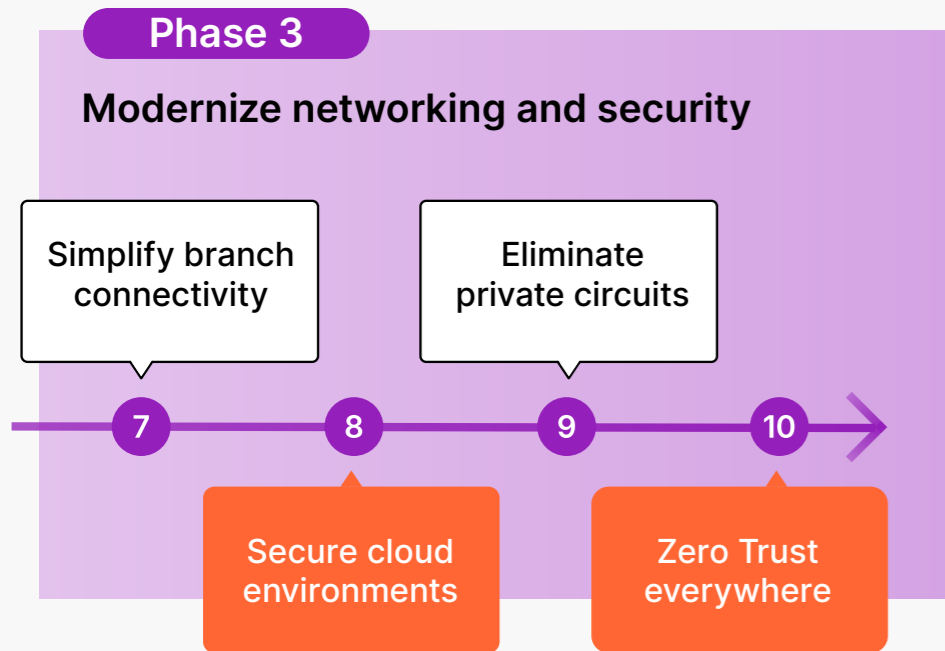 Phase 3
Modernize networking and security
Simplify branch
connectivity
Eliminate
private circuits
7
8
9
10
Secure cloud
environments
Zero Trust
everywhere